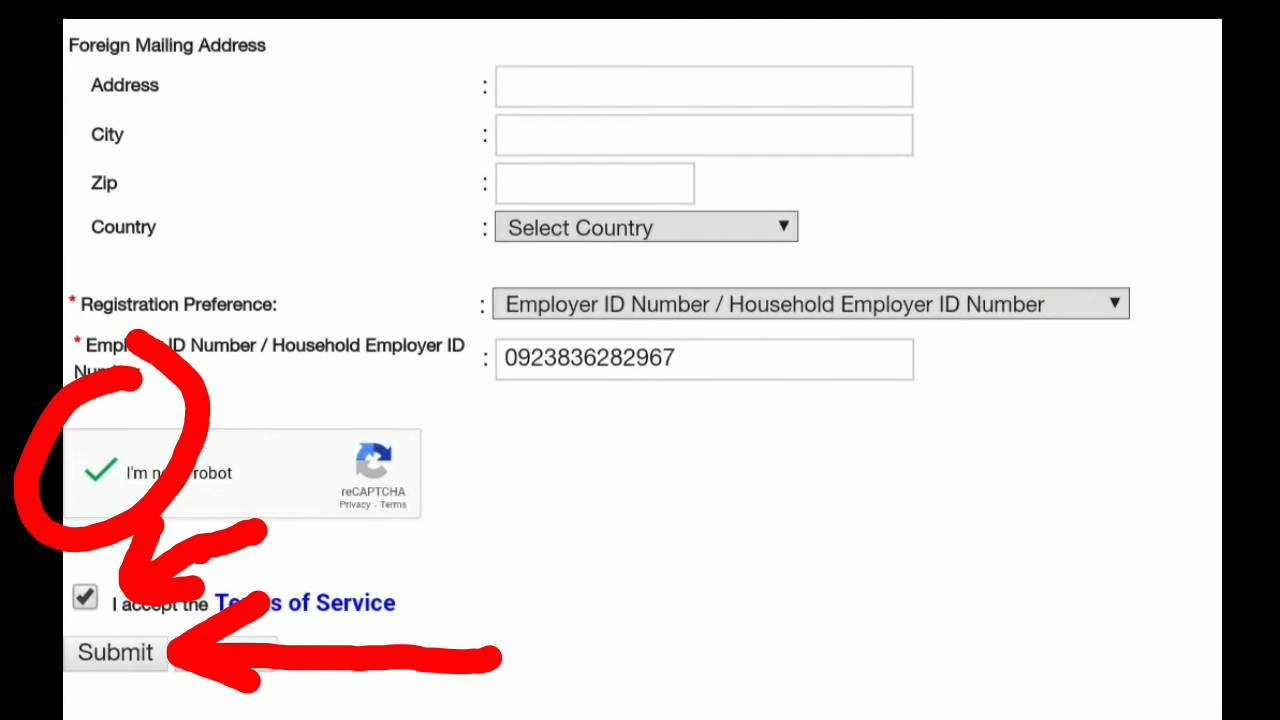 Foreign Mailing Address
Address :
City :
Zip :
Country : Select Country ▼
* Registration Preference: : Employer ID Number / Household Employer ID Number ▼
* ID Number / Household Employer ID : 0923836282967
I'm robot
reCAPTCHA
Privacy - Terms
I accept the of Service
Submit